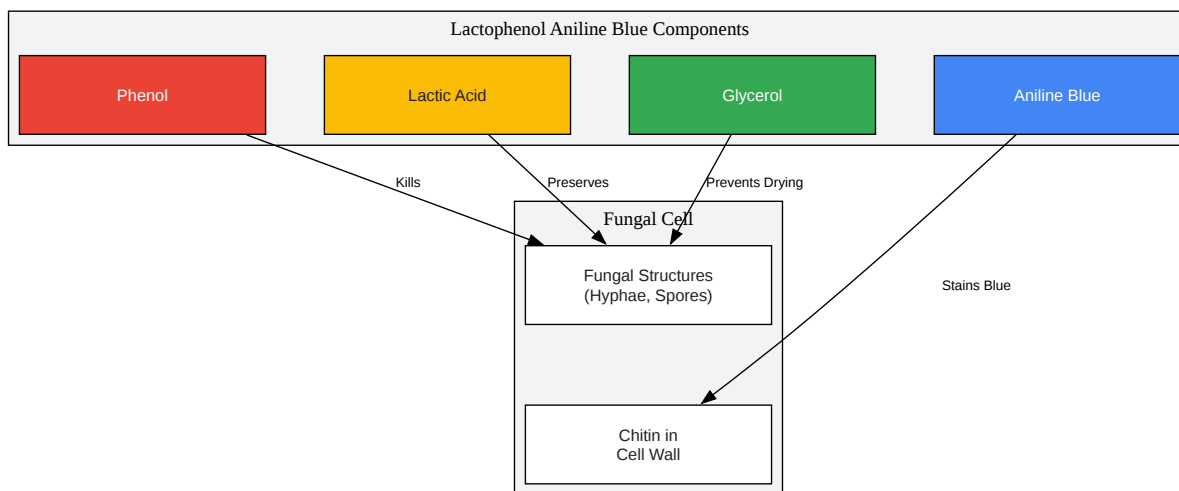 Lactophenol Aniline Blue Components
Phenol
Lactic Acid
Glycerol
Aniline Blue
Kills
Preserves
Prevents Drying
Fungal Cell
Fungal Structures
(Hyphae, Spores)
Stains Blue
Chitin in
Cell Wall